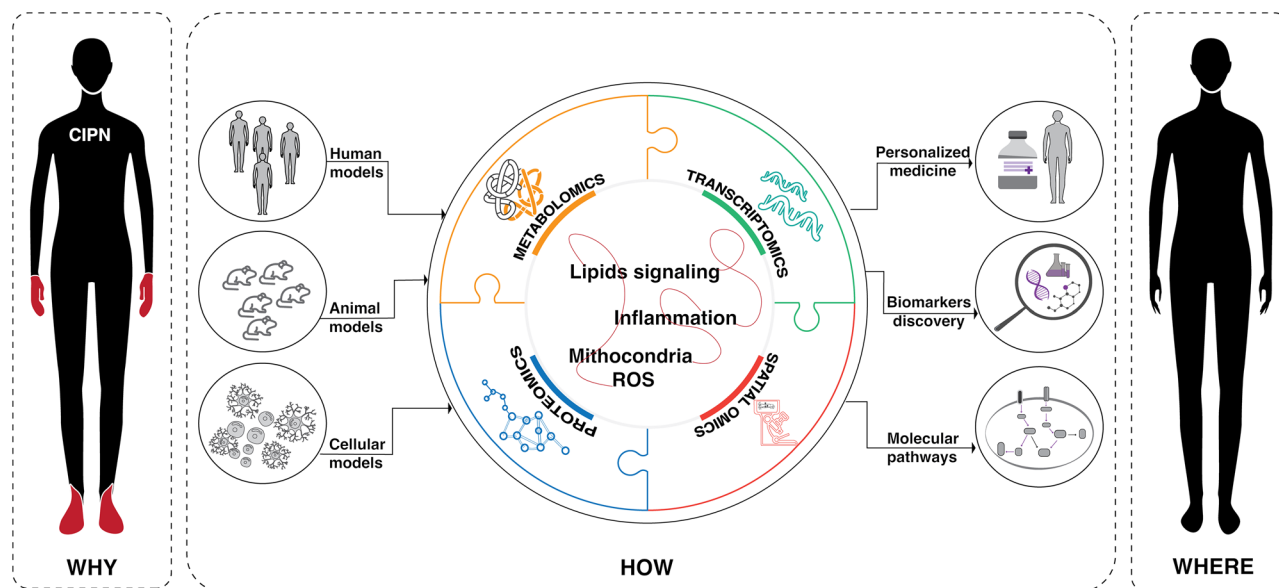 CIPN
WHY
Human
models
Animal
models
Cellular
models
METABOLOMICS
TRANSCRIPTOMICS
PROTEOMICS
SPATIAL OMICS
Lipids signaling
Inflammation
Mithocondria
ROS
HOW
Personalized
medicine
Biomarkers
discovery
Molecular
pathways
WHERE